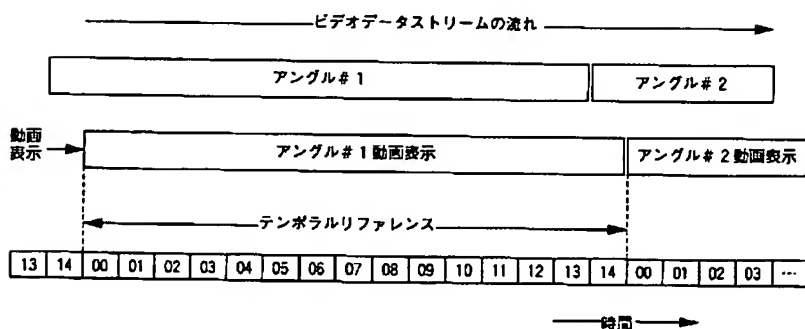 ビデオデータストリームの流れ
アングル#1
アングル#2
動画
表示
アングル#1動画表示
アングル#2動画表示
テンポラルリファレンス
13 14 00 01 02 03 04 05 06 07 08 09 10 11 12 13 14 00 01 02 03 …
時間